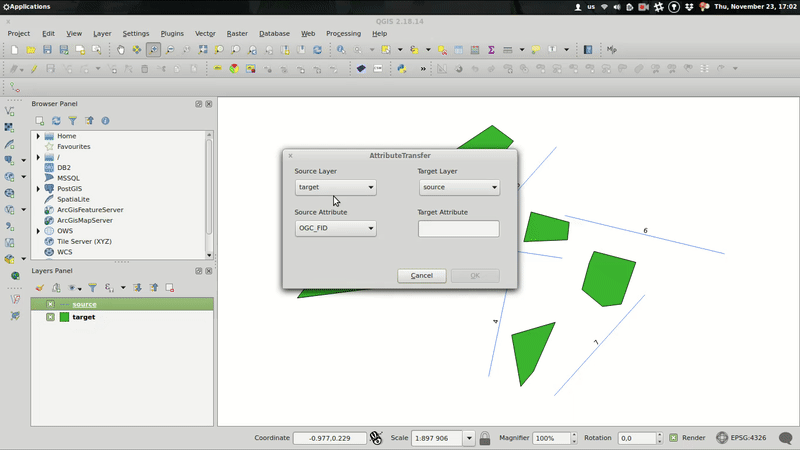 Applications
us
Thu, November 23, 17:02
QGIS 2.18.14
Project Edit View Layer Settings Plugins Vector Raster Database Web Processing Help
Browser Panel
Home
Favourites
/
DB2
MSSQL
PostGIS
SpatiaLite
ArcGisFeatureServer
ArcGisMapServer
OWS
Tile Server (XYZ)
WCS
Layers Panel
source
target
AttributeTransfer
Source Layer Target Layer
target source
Source Attribute Target Attribute
OGC_FID
Cancel OK
6
4
7
Coordinate -0.977,0.229 Scale 1:897 906 Magnifier 100% Rotation 0,0 Render EPSG:4326